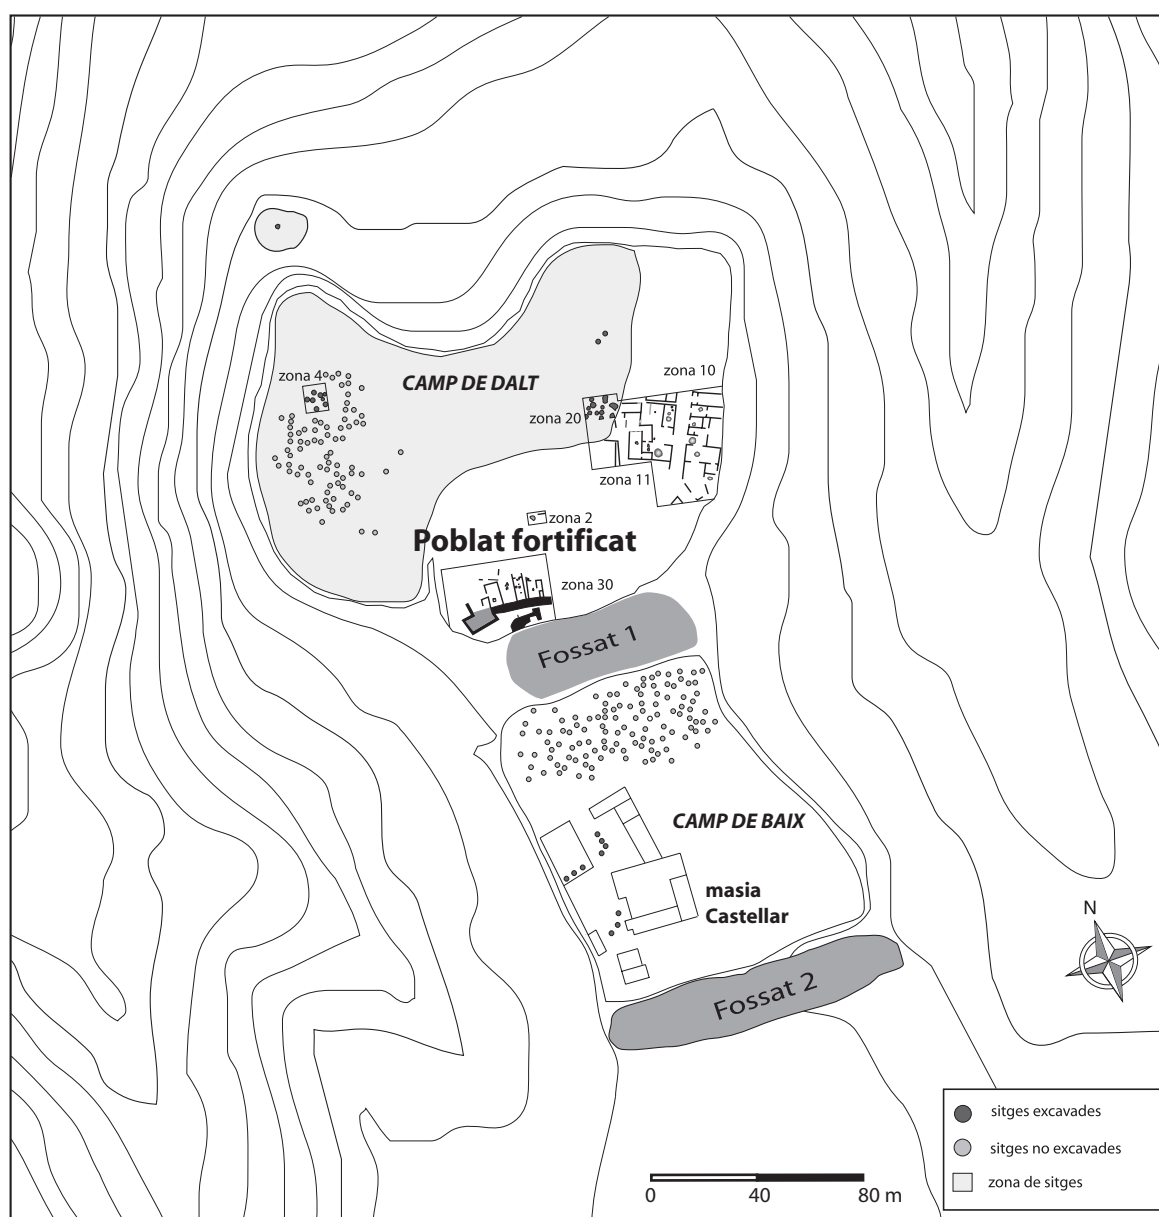 zona 4
CAMP DE DALT
zona 10
zona 20
zona 11
zona 2
Poblat fortificat
zona 30
Fossat 1
CAMP DE BAIX
masia
Castellar
N
Fossat 2
sitges excavades
sitges no excavades
zona de sitges
0 40 80 m